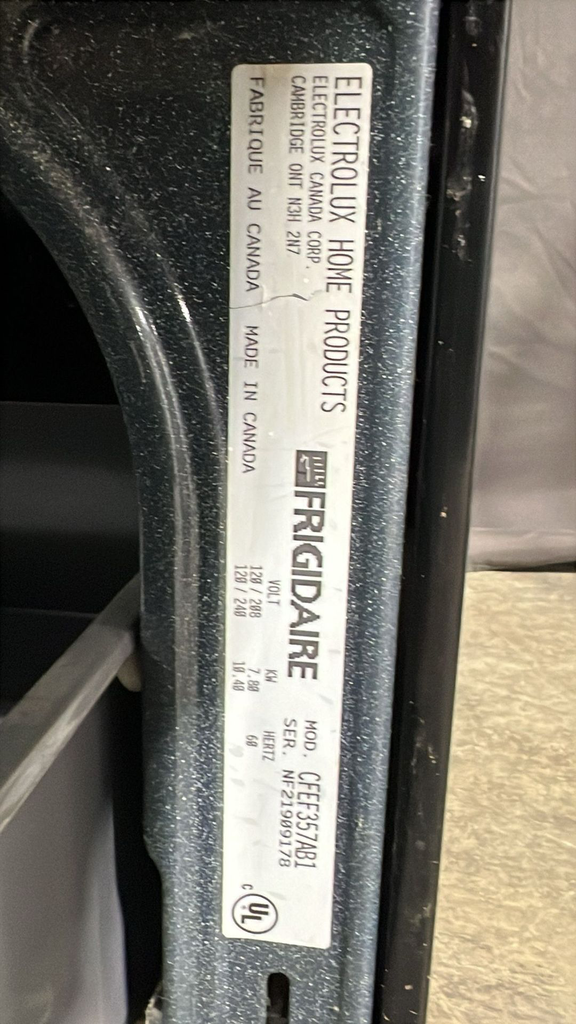 ELECTROLUX HOME PRODUCTS
ELECTROLUX CANADA CORP.
CAMBRIDGE ONT N3H 2N7
FABRIQUE AU CANADA MADE IN CANADA
FRIGIDAIRE
VOLT KW HERTZ
120/208 7.80 60
120/240 10.40
MOD. CFEF357AB1
SER. NF21909178
C UL